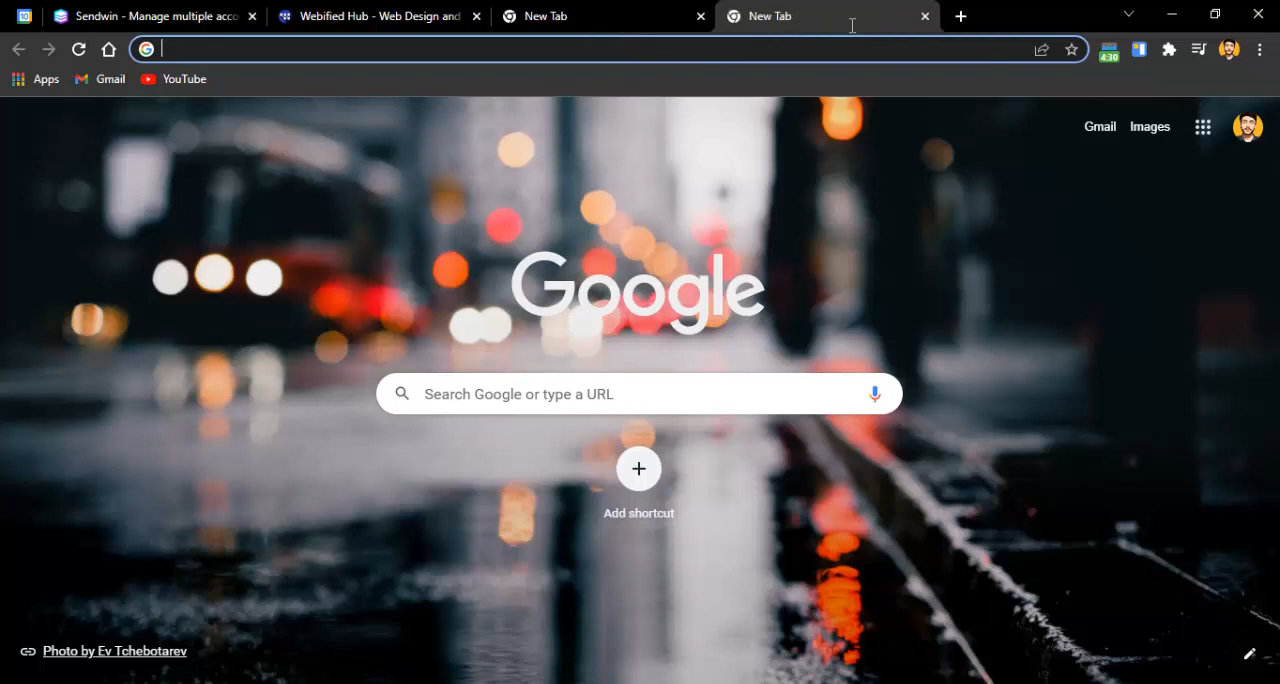 Sendwin - Manage multiple acco
Webified Hub - Web Design and
New Tab
New Tab
4:30
Apps
Gmail
YouTube
Gmail
Images
Google
Search Google or type a URL
Add shortcut
Photo by Ev Tchebotarev